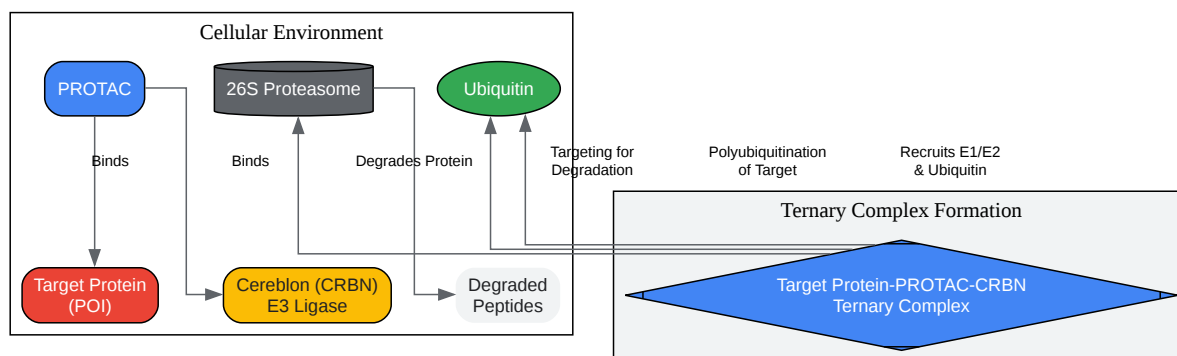 Cellular Environment
PROTAC
26S Proteasome
Ubiquitin
Binds
Binds
Degrades Protein
Targeting for
Degradation
Polyubiquitination
of Target
Recruits E1/E2
& Ubiquitin
Ternary Complex Formation
Target Protein
(POI)
Cereblon (CRBN)
E3 Ligase
Degraded
Peptides
Target Protein-PROTAC-CRBN
Ternary Complex